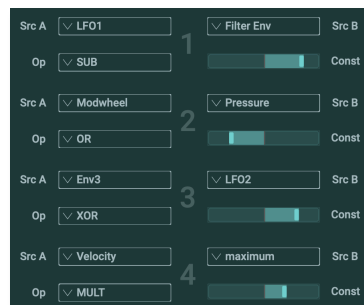 Src A LFO1 Filter Env Src B
1
Op SUB Const
Src A Modwheel Pressure Src B
2
Op OR Const
Src A Env3 LFO2 Src B
3
Op XOR Const
Src A Velocity maximum Src B
4
Op MULT Const